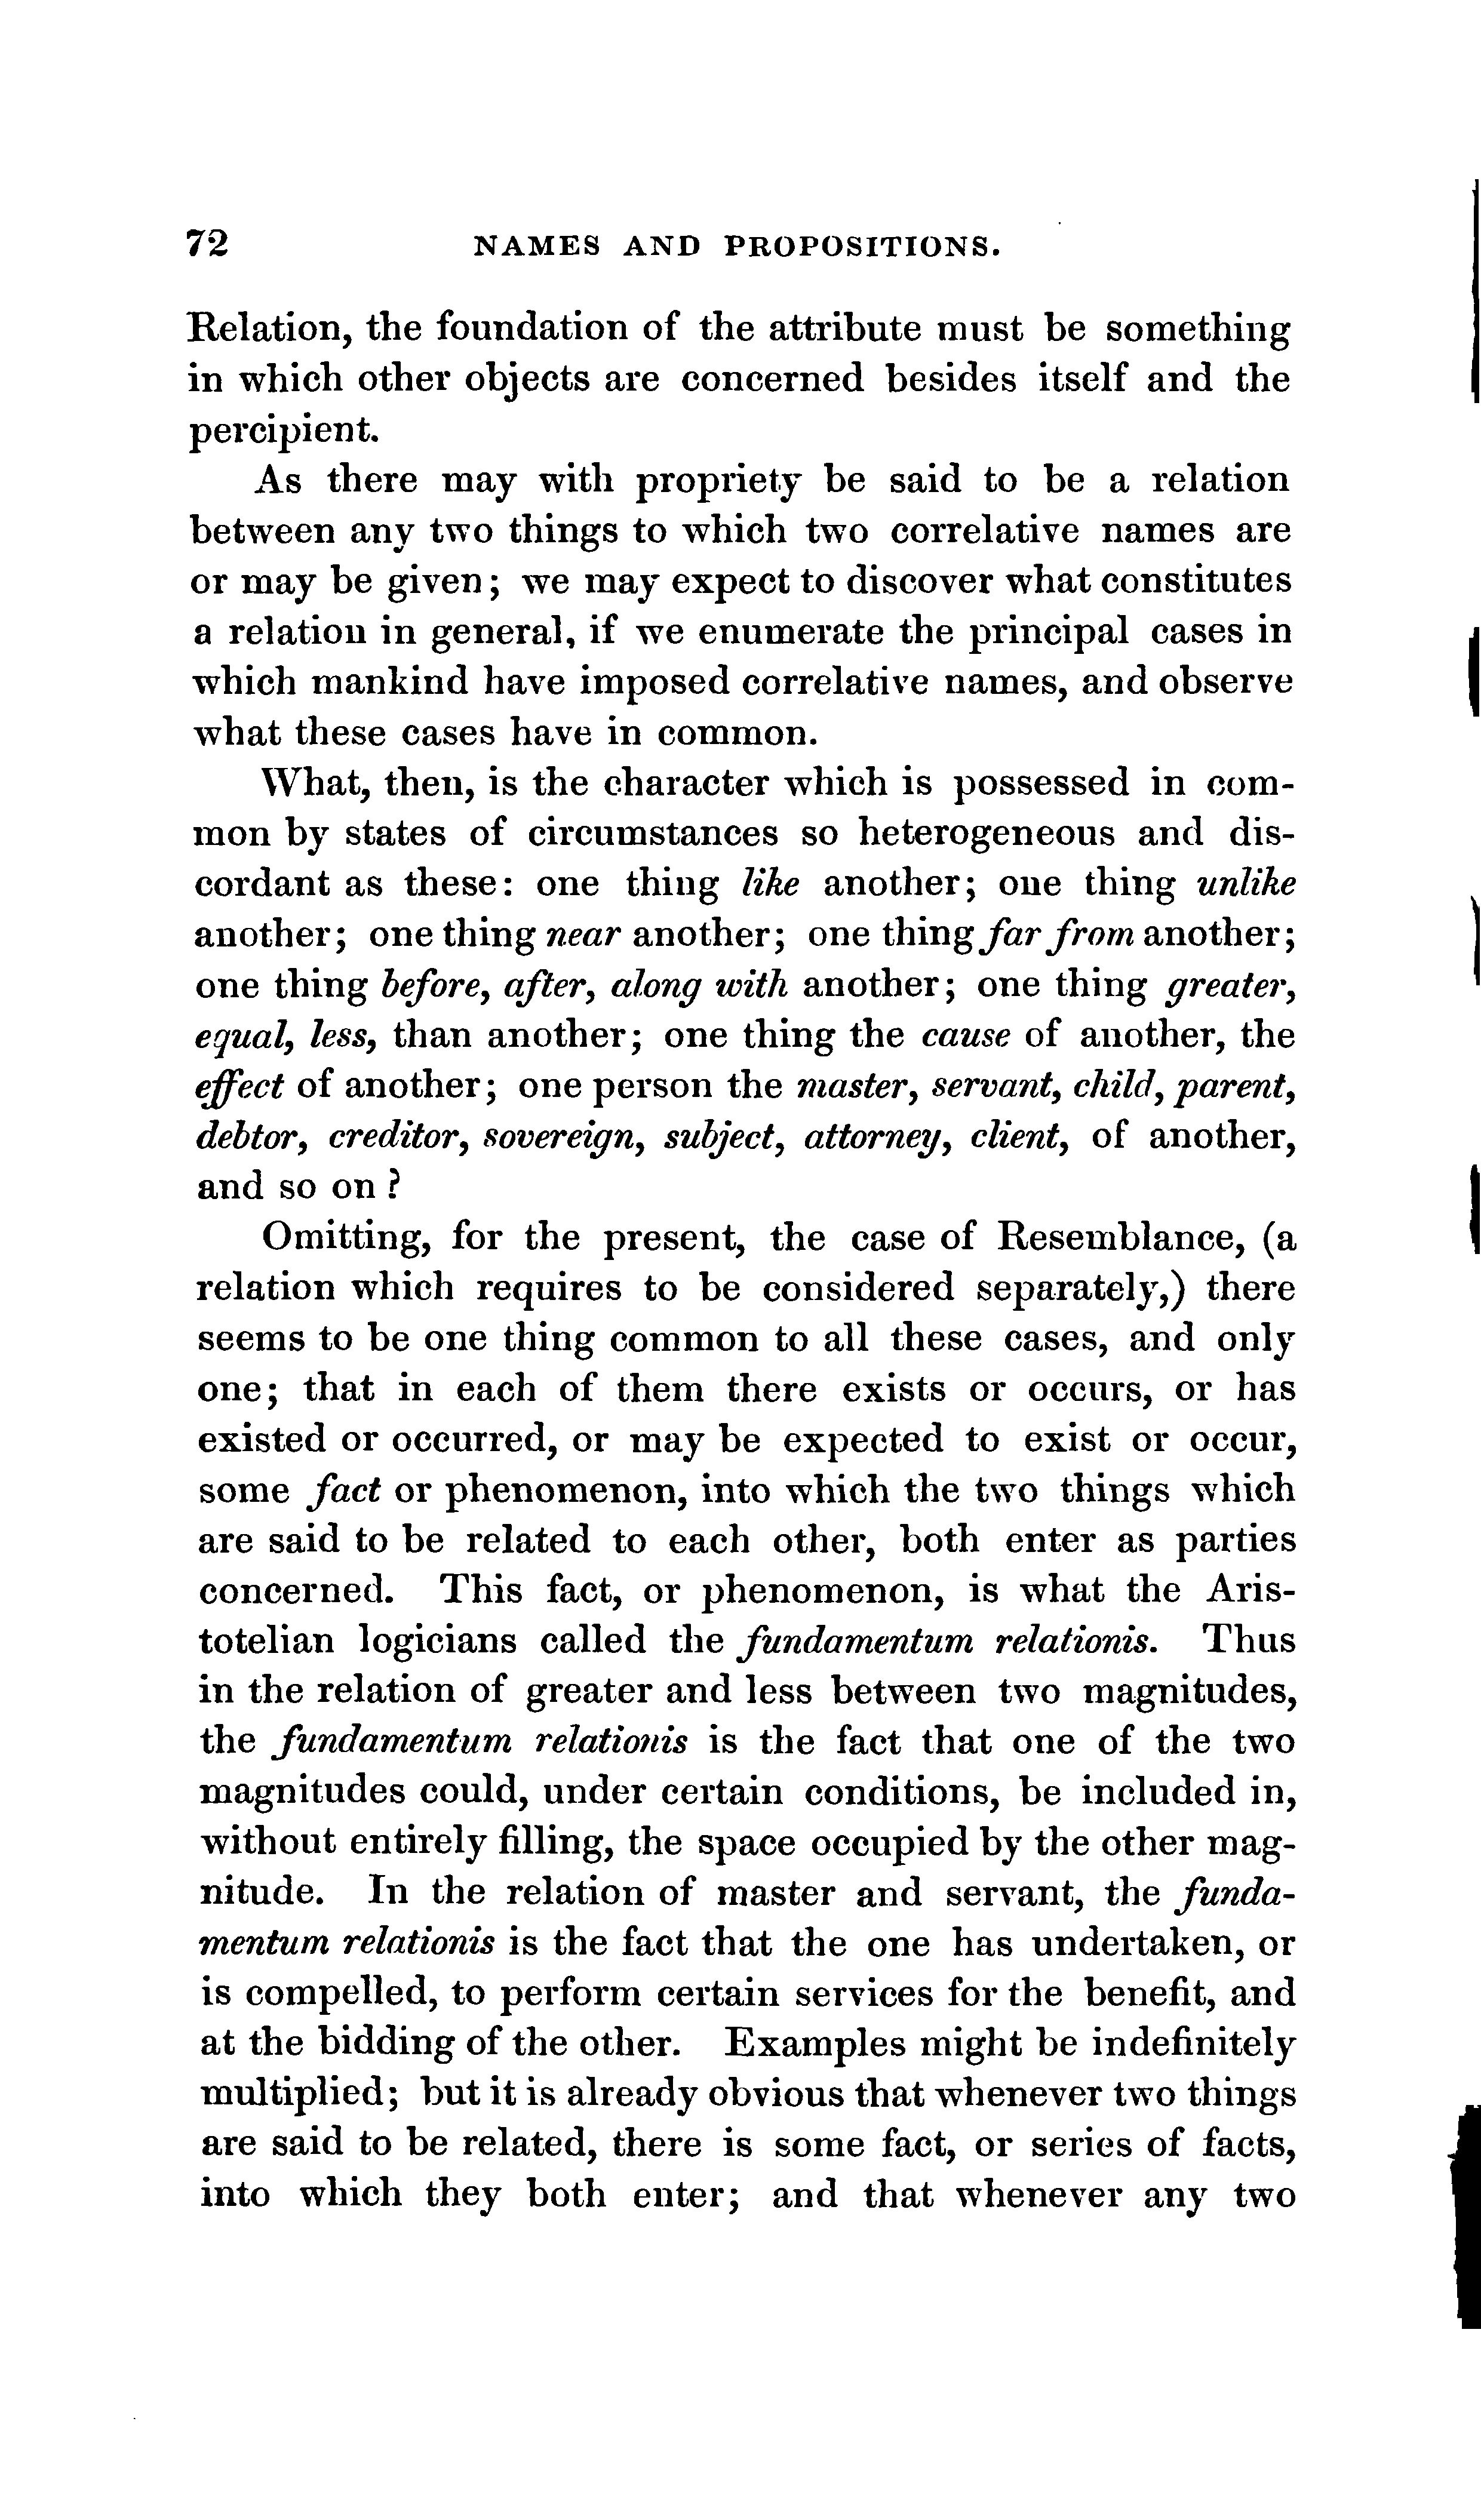 72 NAMES AND PROPOSITIONS.
Relation, the foundation of the attribute must be something
in which other objects are concerned besides itself and the
percipient.
As there may with propriety be said to be a relation
between any two things to which two correlative names are
or may be given; we may expect to discover what constitutes
a relation in general, if we enumerate the principal cases in
which mankind have imposed correlative names, and observe
what these cases have in common.
What, then, is the character which is possessed in com-
mon by states of circumstances so heterogeneous and dis-
cordant as these: one thing like another; one thing unlike
another; one thing near another; one thing far from another;
one thing before, after, along with another; one thing greater,
equal, less, than another; one thing the cause of another, the
effect of another; one person the master, servant, child, parent,
debtor, creditor, sovereign, subject, attorney, client, of another,
and so on?
Omitting, for the present, the case of Resemblance, (a
relation which requires to be considered separately,) there
seems to be one thing common to all these cases, and only
one; that in each of them there exists or occurs, or has
existed or occurred, or may be expected to exist or occur,
some fact or phenomenon, into which the two things which
are said to be related to each other, both enter as parties
concerned. This fact, or phenomenon, is what the Aris-
totelian logicians called the fundamentum relationis. Thus
in the relation of greater and less between two magnitudes,
the fundamentum relationis is the fact that one of the two
magnitudes could, under certain conditions, be included in,
without entirely filling, the space occupied by the other mag-
nitude. In the relation of master and servant, the funda-
mentum relationis is the fact that the one has undertaken, or
is compelled, to perform certain services for the benefit, and
at the bidding of the other. Examples might be indefinitely
multiplied; but it is already obvious that whenever two things
are said to be related, there is some fact, or series of facts,
into which they both enter; and that whenever any two